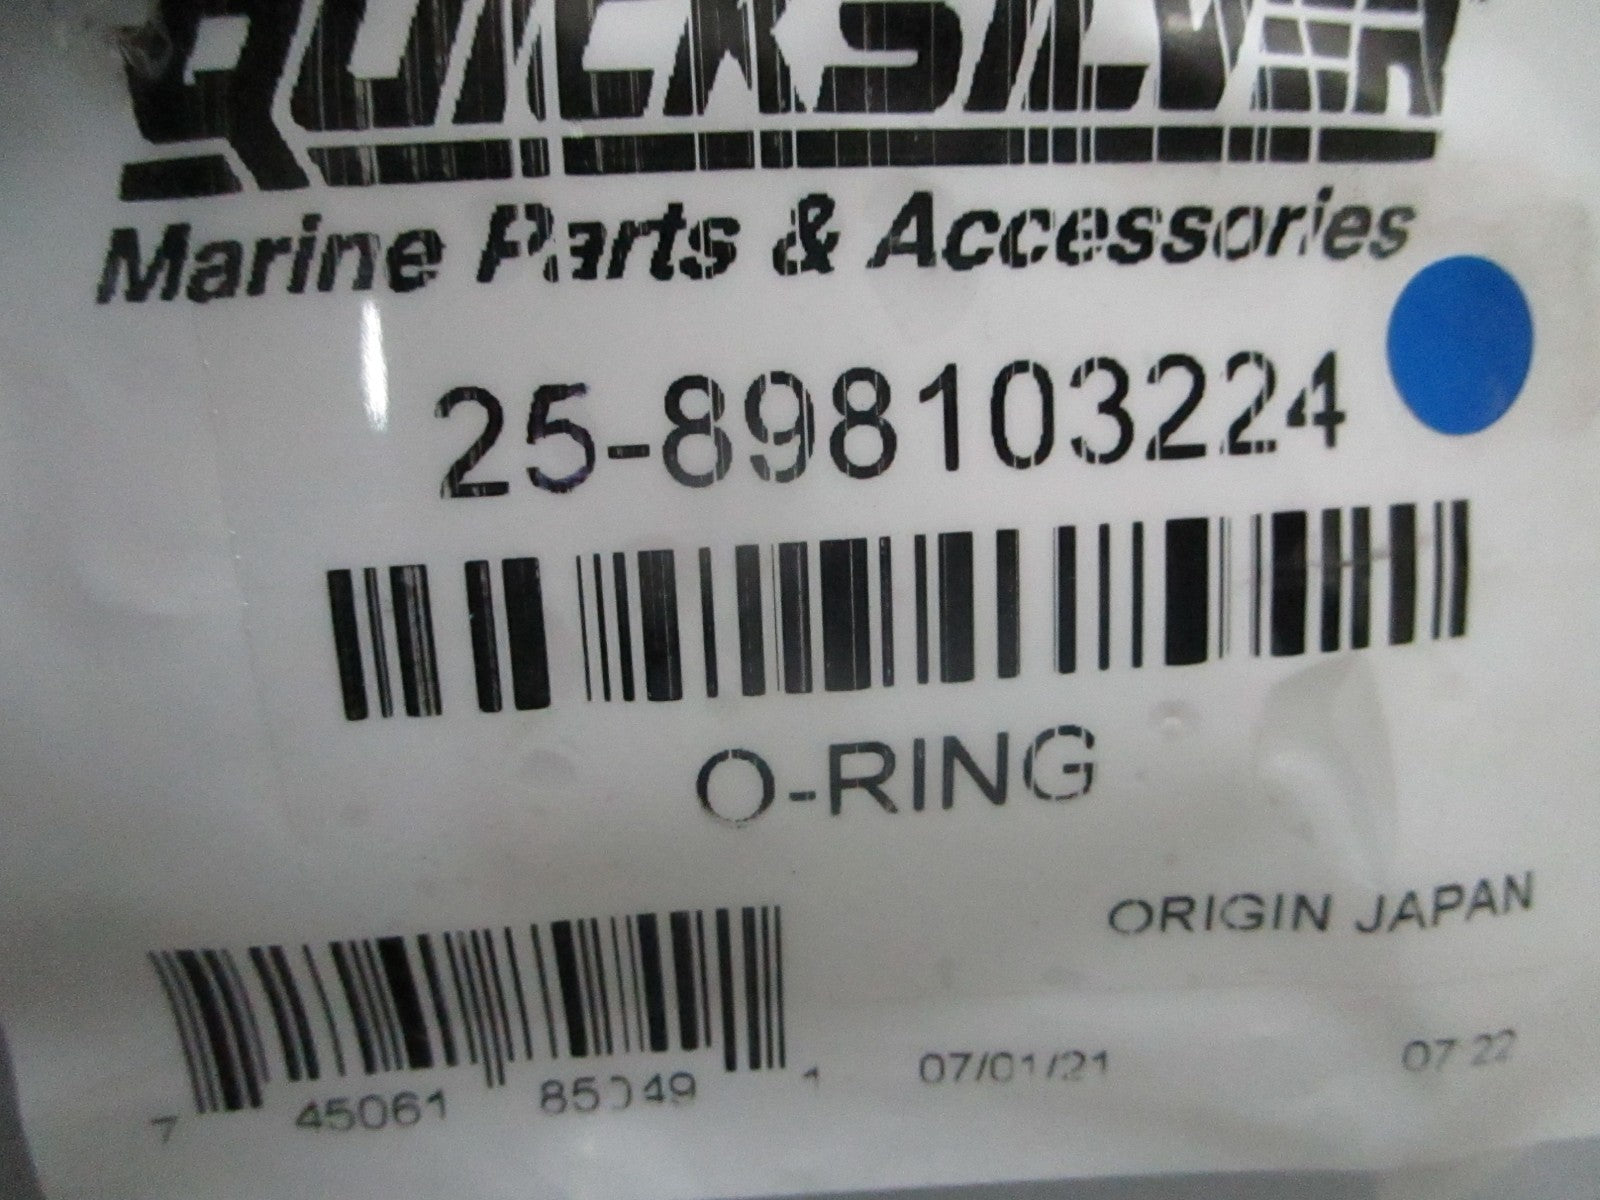 QUICKSILVER
Marine Parts & Accessories
25-898103224
O-RING
ORIGIN JAPAN
7 45061 85049 1
07/01/21
07 22